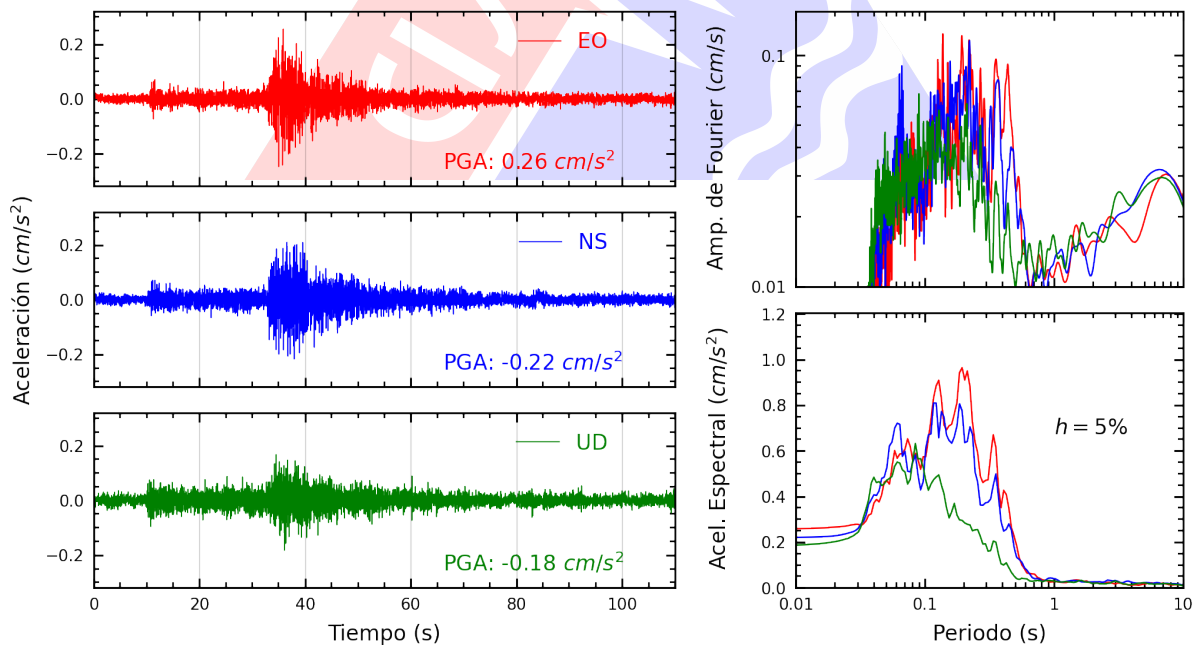 Aceleración (cm/s²)
0.2
0.0
−0.2
EO
PGA: 0.26 cm/s²
0.2
0.0
−0.2
NS
PGA: -0.22 cm/s²
0.2
0.0
−0.2
UD
PGA: -0.18 cm/s²
0 20 40 60 80 100
Tiempo (s)
Amp. de Fourier (cm/s)
0.1
0.01
Acel. Espectral (cm/s²)
1.2
1.0
0.8
0.6
0.4
0.2
0.0
h = 5%
0.01 0.1 1 10
Periodo (s)